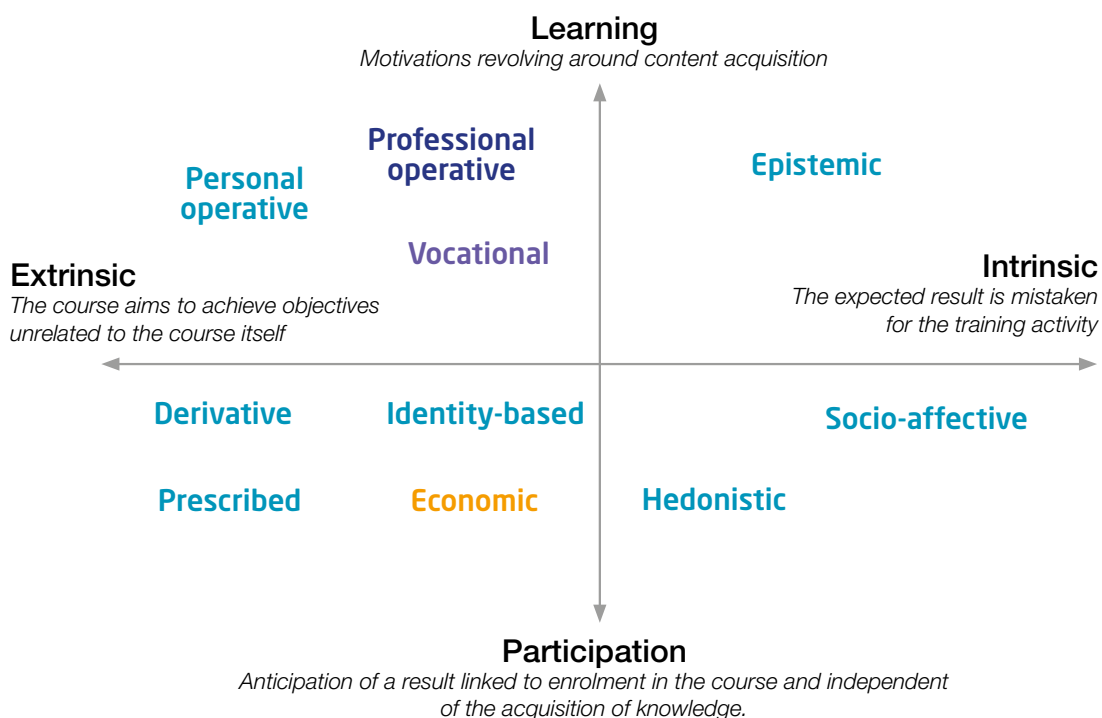 Learning
Motivations revolving around content acquisition
Professional
operative
Personal
operative
Epistemic
Vocational
Extrinsic
The course aims to achieve objectives
unrelated to the course itself
Intrinsic
The expected result is mistaken
for the training activity
Derivative
Identity-based
Socio-affective
Prescribed
Economic
Hedonistic
Participation
Anticipation of a result linked to enrolment in the course and independent
of the acquisition of knowledge.